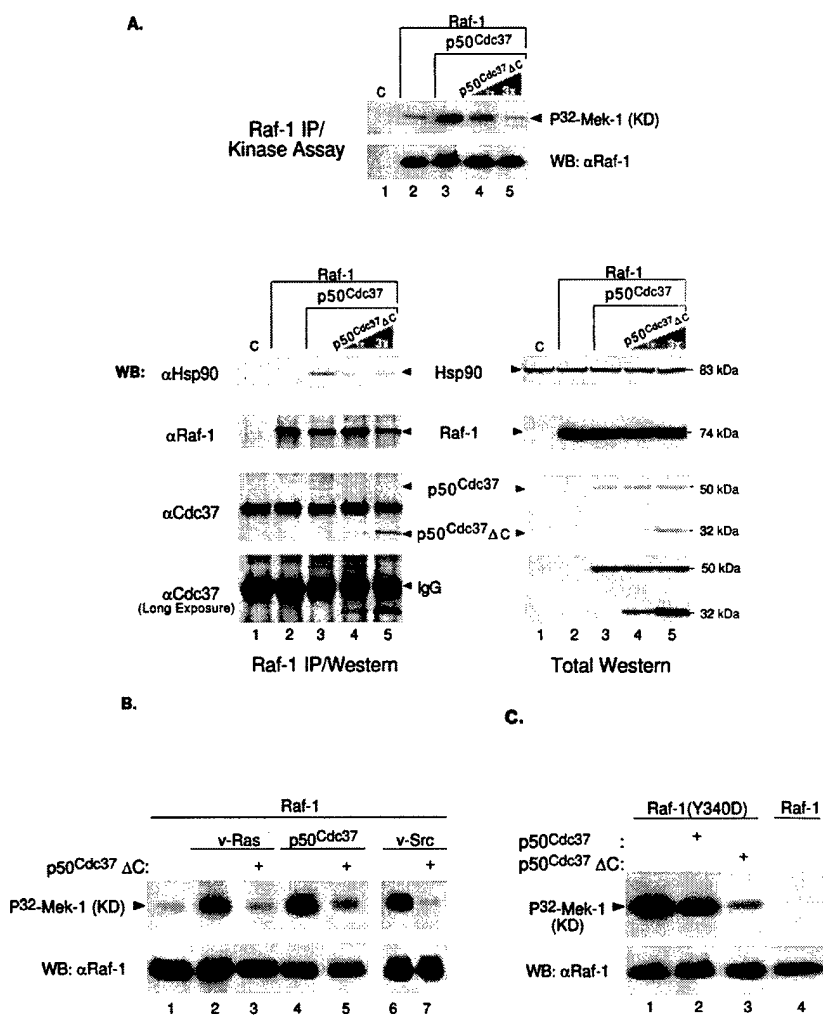 A.
Raf-1
p50Cdc37
p50Cdc37ΔC
C
3x
Raf-1 IP/
Kinase Assay
P32-Mek-1 (KD)
WB: αRaf-1
1 2 3 4 5
Raf-1
p50Cdc37
p50Cdc37ΔC
C
3x
Raf-1
p50Cdc37
p50Cdc37ΔC
C
3x
WB: αHsp90
Hsp90
83 kDa
αRaf-1
Raf-1
74 kDa
αCdc37
p50Cdc37
50 kDa
p50Cdc37ΔC
32 kDa
αCdc37
(Long Exposure)
IgG
50 kDa
32 kDa
1 2 3 4 5
1 2 3 4 5
Raf-1 IP/Western
Total Western
B.
Raf-1
v-Ras p50Cdc37 v-Src
p50Cdc37 ΔC: + + +
P32-Mek-1 (KD)
WB: αRaf-1
1 2 3 4 5 6 7
C.
Raf-1(Y340D) Raf-1
p50Cdc37 : +
p50Cdc37 ΔC: +
P32-Mek-1
(KD)
WB: αRaf-1
1 2 3 4